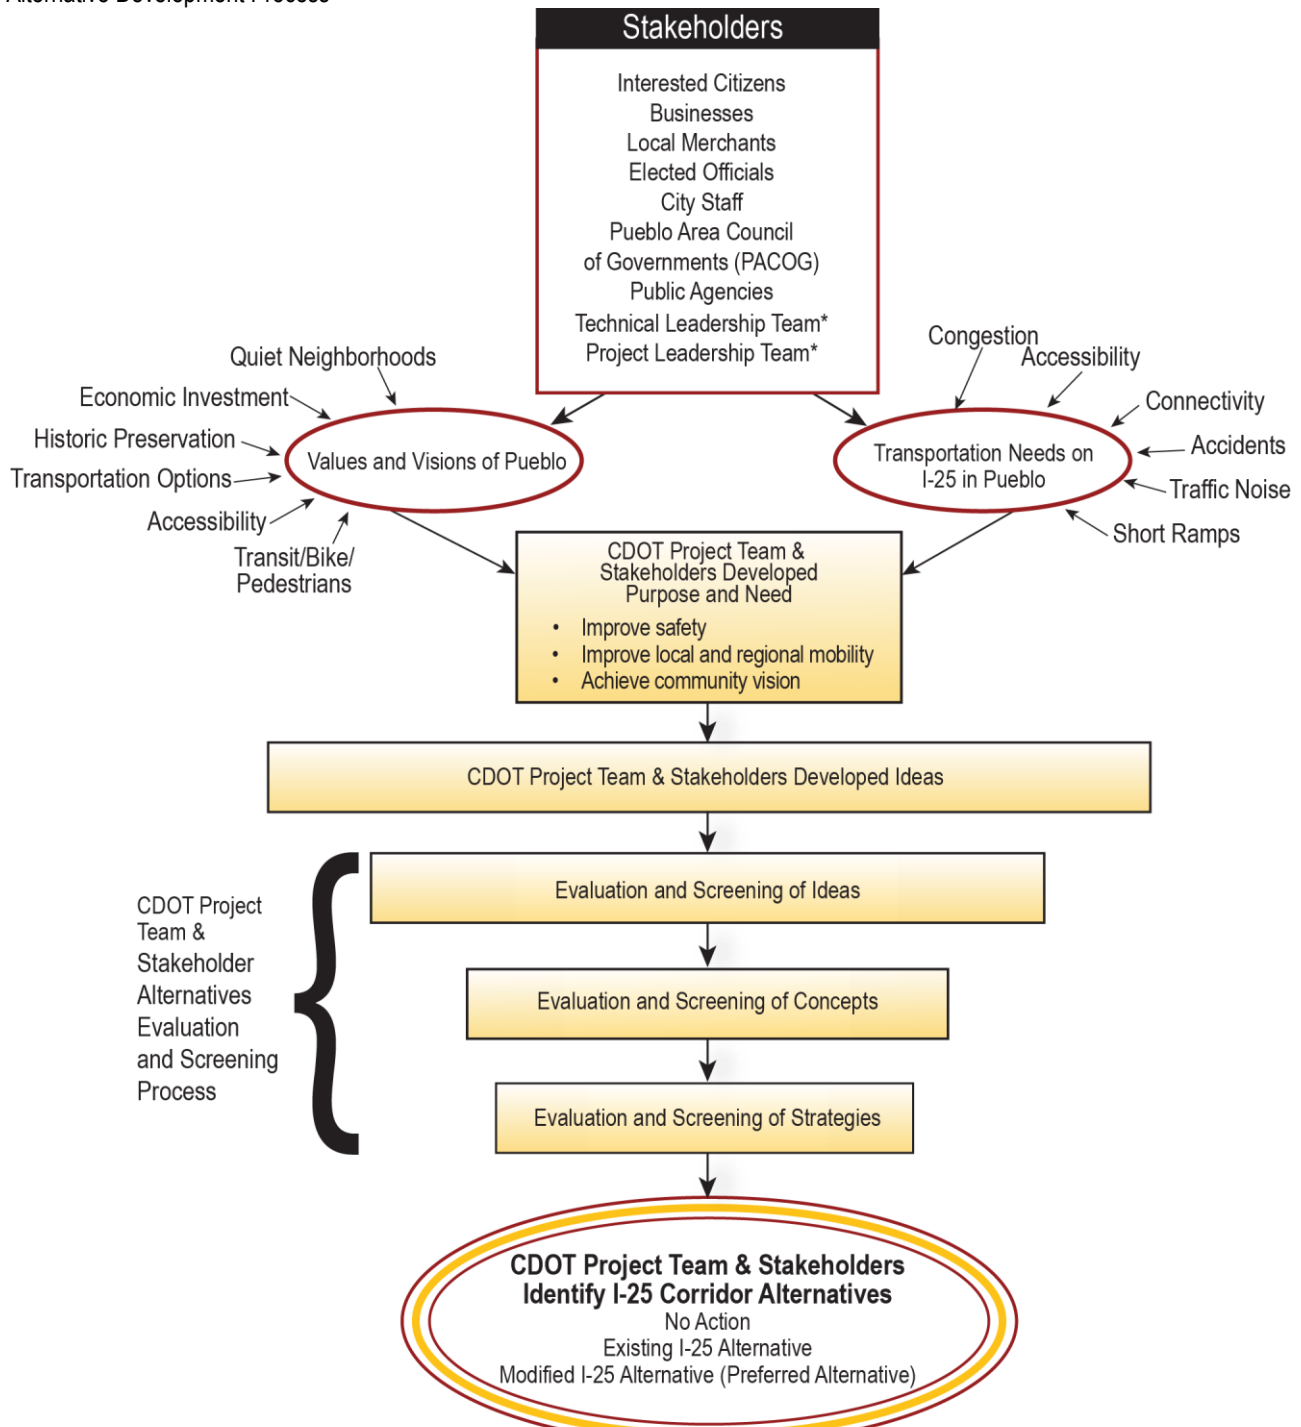 Alternative Development Process
Stakeholders
Interested Citizens
Businesses
Local Merchants
Elected Officials
City Staff
Pueblo Area Council
of Governments (PACOG)
Public Agencies
Technical Leadership Team*
Project Leadership Team*
Quiet Neighborhoods
Economic Investment
Historic Preservation
Transportation Options
Accessibility
Transit/Bike/
Pedestrians
Values and Visions of Pueblo
Congestion
Accessibility
Connectivity
Accidents
Traffic Noise
Short Ramps
Transportation Needs on
I-25 in Pueblo
CDOT Project Team &
Stakeholders Developed
Purpose and Need
• Improve safety
• Improve local and regional mobility
• Achieve community vision
CDOT Project Team & Stakeholders Developed Ideas
CDOT Project
Team &
Stakeholder
Alternatives
Evaluation
and Screening
Process
Evaluation and Screening of Ideas
Evaluation and Screening of Concepts
Evaluation and Screening of Strategies
CDOT Project Team & Stakeholders
Identify I-25 Corridor Alternatives
No Action
Existing I-25 Alternative
Modified I-25 Alternative (Preferred Alternative)